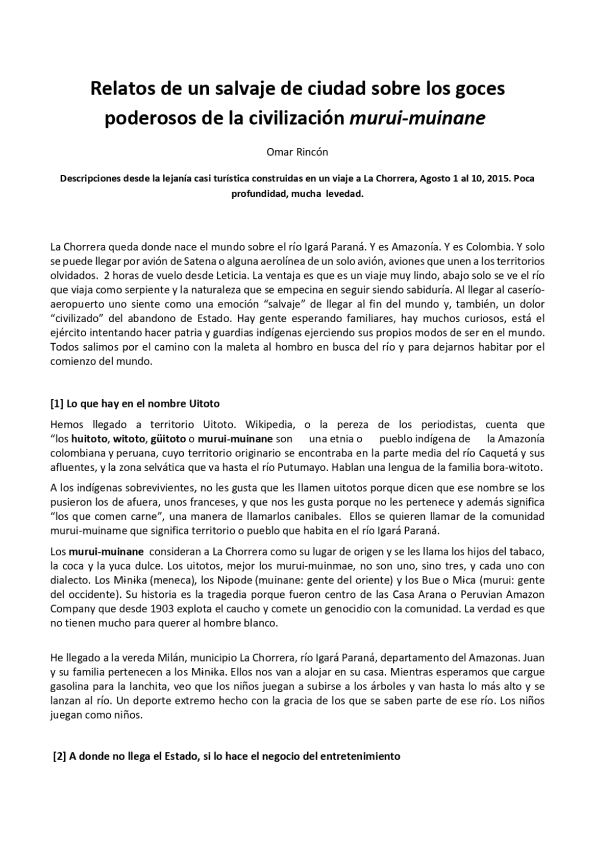 Relatos de un salvaje de ciudad sobre los goces
poderosos de la civilización murui-muinane
Omar Rincón
Descripciones desde la lejanía casi turística construidas en un viaje a La Chorrera, Agosto 1 al 10, 2015. Poca
profundidad, mucha levedad.
La Chorrera queda donde nace el mundo sobre el río Igará Paraná. Y es Amazonía. Y es Colombia. Y solo
se puede llegar por avión de Satena o alguna aerolínea de un solo avión, aviones que unen a los territorios
olvidados. 2 horas de vuelo desde Leticia. La ventaja es que es un viaje muy lindo, abajo solo se ve el río
que viaja como serpiente y la naturaleza que se empecina en seguir siendo sabiduría. Al llegar al caserío-
aeropuerto uno siente como una emoción “salvaje” de llegar al fin del mundo y, también, un dolor
“civilizado” del abandono de Estado. Hay gente esperando familiares, hay muchos curiosos, está el
ejército intentando hacer patria y guardias indígenas ejerciendo sus propios modos de ser en el mundo.
Todos salimos por el camino con la maleta al hombro en busca del río y para dejarnos habitar por el
comienzo del mundo.
[1] Lo que hay en el nombre Uitoto
Hemos llegado a territorio Uitoto. Wikipedia, o la pereza de los periodistas, cuenta que
“los huitoto, witoto, güitoto o murui-muinane son una etnia o pueblo indígena de la Amazonía
colombiana y peruana, cuyo territorio originario se encontraba en la parte media del río Caquetá y sus
afluentes, y la zona selvática que va hasta el río Putumayo. Hablan una lengua de la familia bora-witoto.
A los indígenas sobrevivientes, no les gusta que les llamen uitotos porque dicen que ese nombre se los
pusieron los de afuera, unos franceses, y que nos les gusta porque no les pertenece y además significa
“los que comen carne”, una manera de llamarlos canibales. Ellos se quieren llamar de la comunidad
murui-muiname que significa territorio o pueblo que habita en el río Igará Paraná.
Los murui-muinane consideran a La Chorrera como su lugar de origen y se les llama los hijos del tabaco,
la coca y la yuca dulce. Los uitotos, mejor los murui-muinmae, no son uno, sino tres, y cada uno con
dialecto. Los Mɨnɨka (meneca), los Nɨpode (muinane: gente del oriente) y los Bue o Mɨca (murui: gente
del occidente). Su historia es la tragedia porque fueron centro de las Casa Arana o Peruvian Amazon
Company que desde 1903 explota el caucho y comete un genocidio con la comunidad. La verdad es que
no tienen mucho para querer al hombre blanco.
He llegado a la vereda Milán, municipio La Chorrera, río Igará Paraná, departamento del Amazonas. Juan
y su familia pertenecen a los Mɨnɨka. Ellos nos van a alojar en su casa. Mientras esperamos que cargue
gasolina para la lanchita, veo que los niños juegan a subirse a los árboles y van hasta lo más alto y se
lanzan al río. Un deporte extremo hecho con la gracia de los que se saben parte de ese río. Los niños
juegan como niños.
[2] A donde no llega el Estado, si lo hace el negocio del entretenimiento